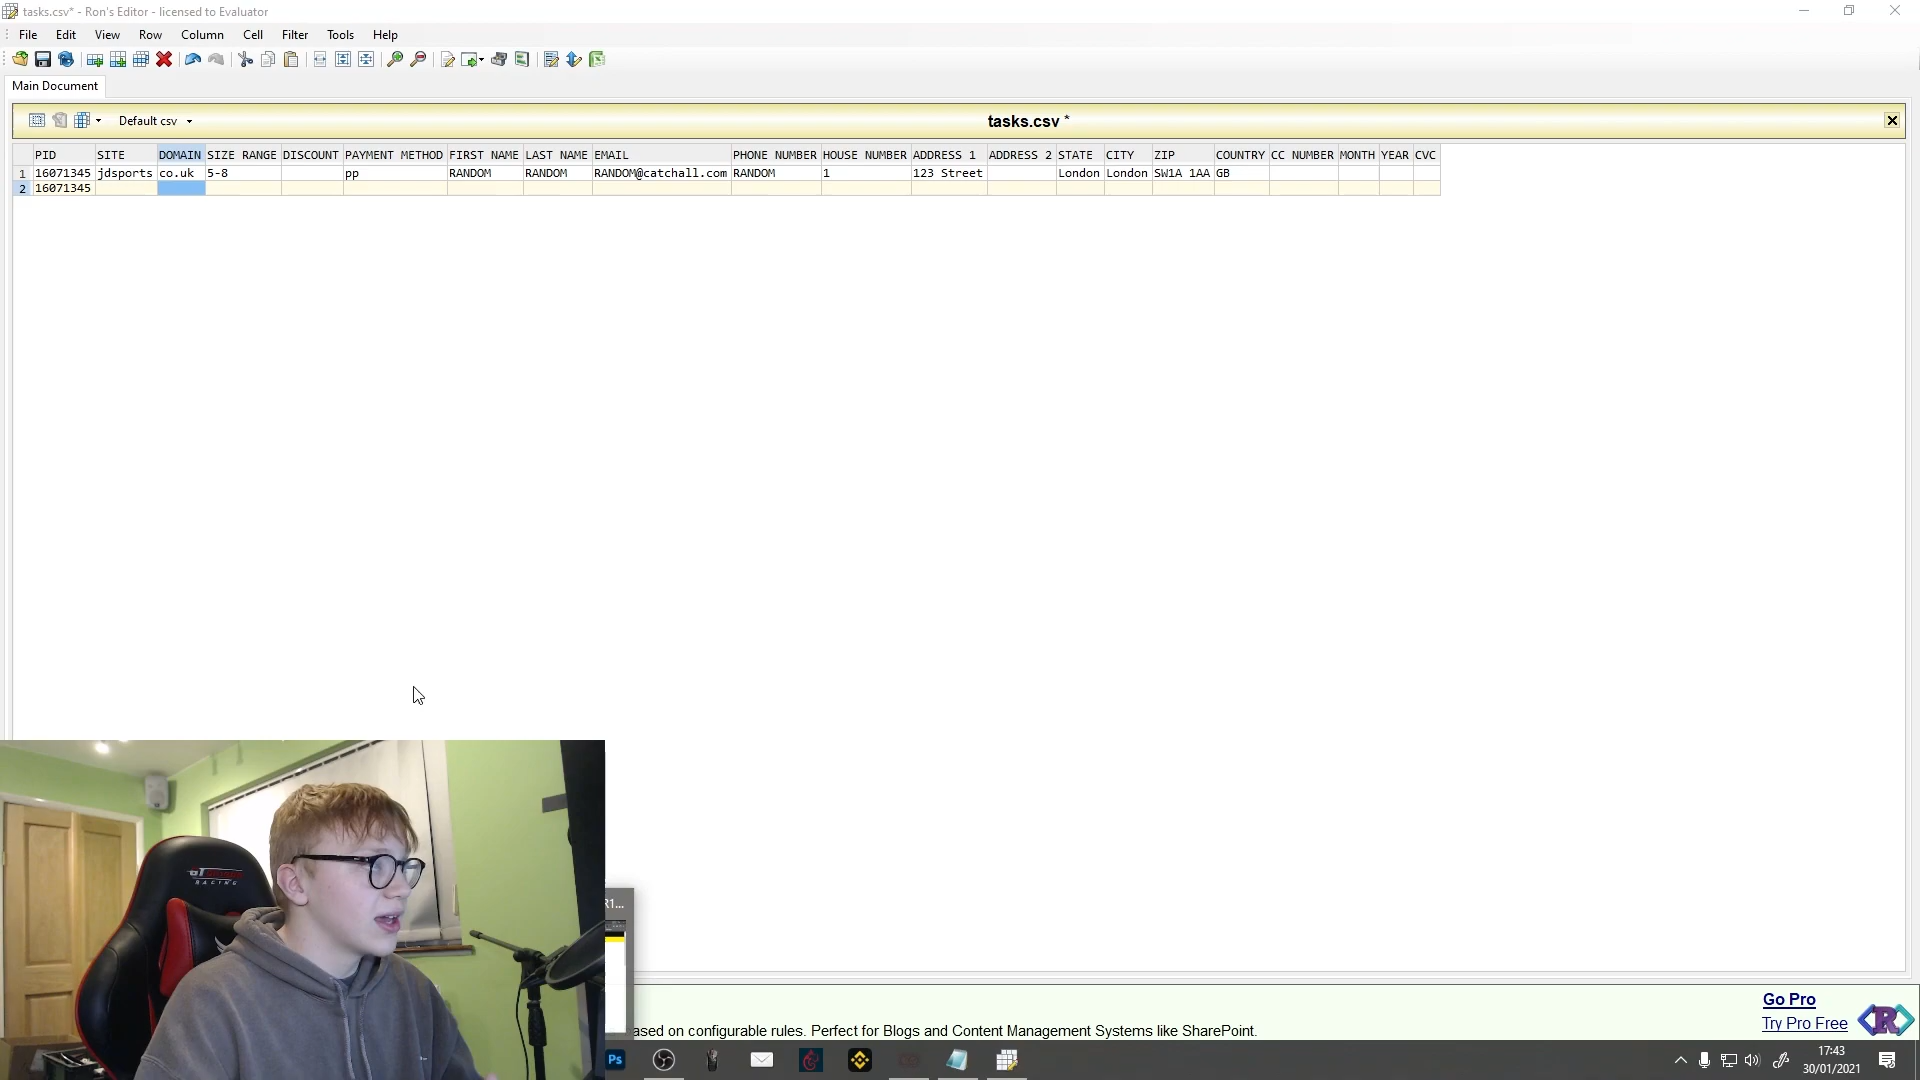 tasks.csv* - Ron's Editor - licensed to Evaluator
File Edit View Row Column Cell Filter Tools Help
Main Document
Default csv
tasks.csv *
PID SITE DOMAIN SIZE RANGE DISCOUNT PAYMENT METHOD FIRST NAME LAST NAME EMAIL PHONE NUMBER HOUSE NUMBER ADDRESS 1 ADDRESS 2 STATE CITY ZIP COUNTRY CC NUMBER MONTH YEAR CVC
1 16071345 jdsports co.uk 5-8 pp RANDOM RANDOM RANDOM@catchall.com RANDOM 1 123 Street London London SW1A 1AA GB
2 16071345
RACING
R1...
Go Pro
Try Pro Free
R
ased on configurable rules. Perfect for Blogs and Content Management Systems like SharePoint.
Ps
17:43
30/01/2021